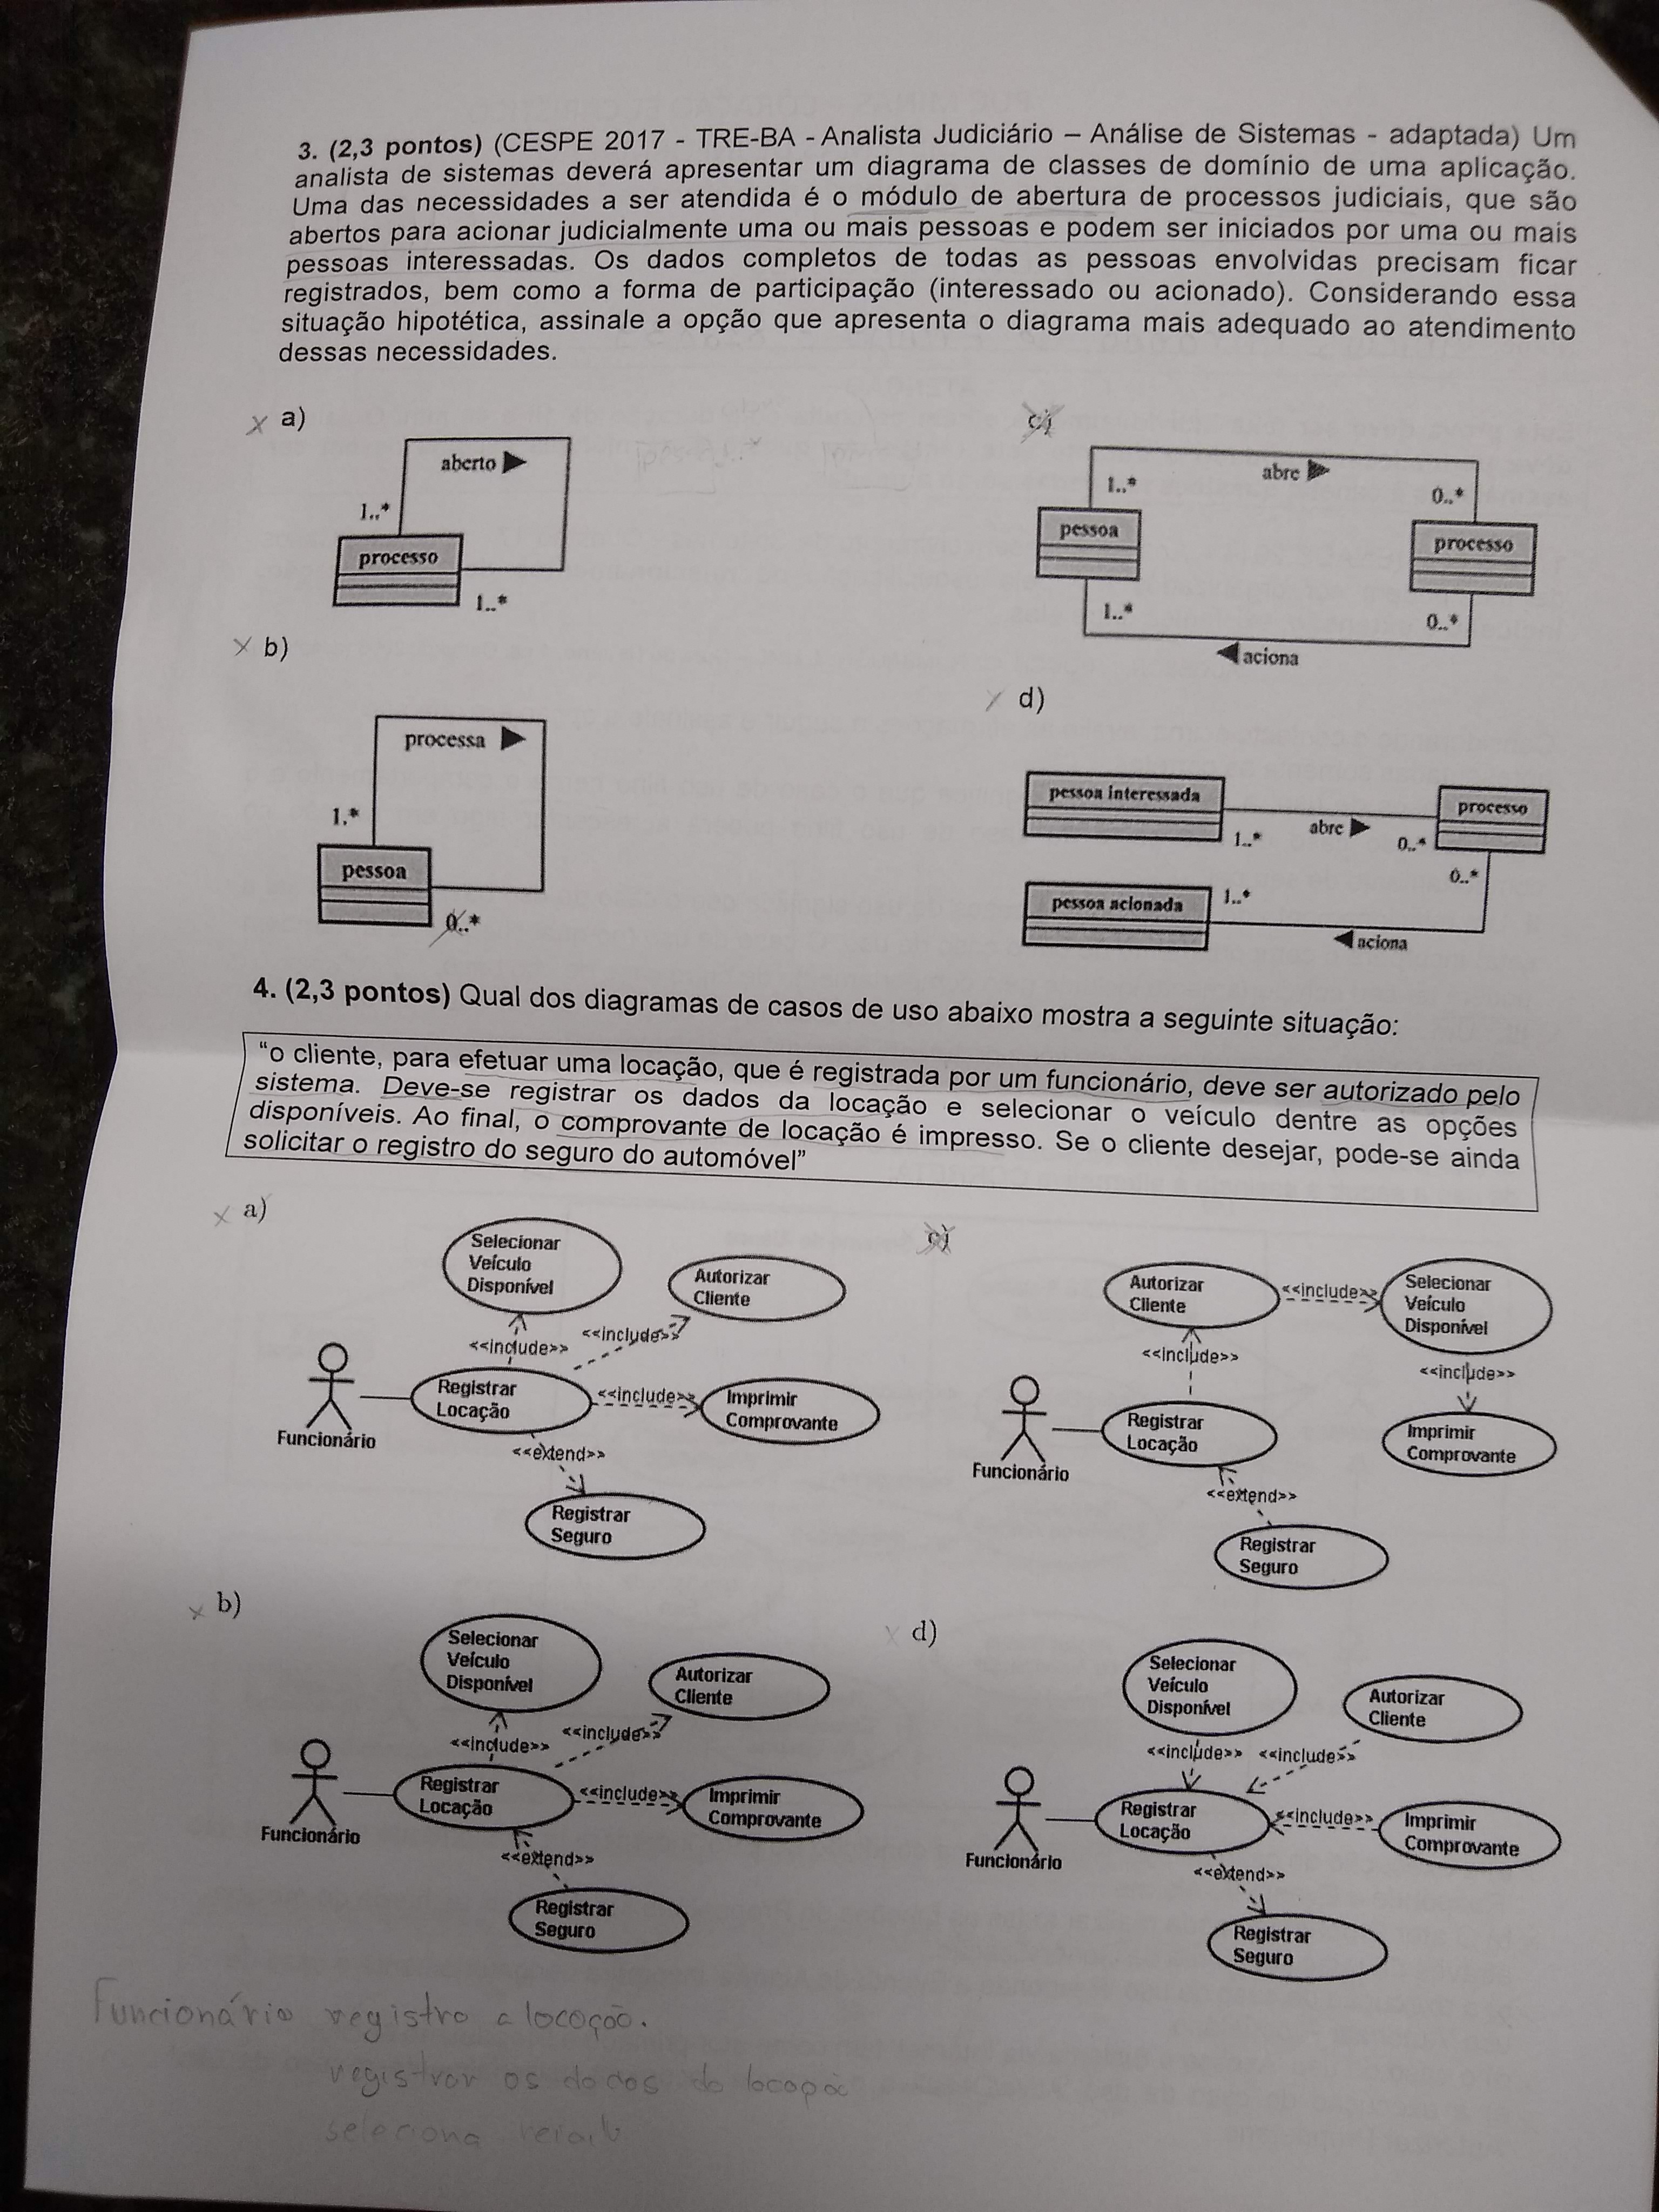 3. (2,3 pontos) (CESPE 2017 - TRE-BA - Analista Judiciário – Análise de Sistemas - adaptada) Um
analista de sistemas deverá apresentar um diagrama de classes de domínio de uma aplicação.
Uma das necessidades a ser atendida é o módulo de abertura de processos judiciais, que são
abertos para acionar judicialmente uma ou mais pessoas e podem ser iniciados por uma ou mais
pessoas interessadas. Os dados completos de todas as pessoas envolvidas precisam ficar
registrados, bem como a forma de participação (interessado ou acionado). Considerando essa
situação hipotética, assinale a opção que apresenta o diagrama mais adequado ao atendimento
dessas necessidades.
x a)
aberto
1..*
processo
1..*
x b)
processa
1.*
pessoa
0..*
c)
abre
1..*
0..*
pessoa
processo
1..*
0..*
aciona
d)
pessoa interessada
processo
1..*
abre
0..*
0..*
pessoa acionada
1..*
aciona
4. (2,3 pontos) Qual dos diagramas de casos de uso abaixo mostra a seguinte situação:
“o cliente, para efetuar uma locação, que é registrada por um funcionário, deve ser autorizado pelo
sistema. Deve-se registrar os dados da locação e selecionar o veículo dentre as opções
disponíveis. Ao final, o comprovante de locação é impresso. Se o cliente desejar, pode-se ainda
solicitar o registro do seguro do automóvel”
x a)
Selecionar
Veículo
Disponível
Autorizar
Cliente
<<include>>
<<include>>
Registrar
Locação
<<include>>
Imprimir
Comprovante
Funcionário
<<extend>>
Registrar
Seguro
c)
Autorizar
Cliente
<<include>>
Selecionar
Veículo
Disponível
<<include>>
<<include>>
Registrar
Locação
Imprimir
Comprovante
Funcionário
<<extend>>
Registrar
Seguro
x b)
Selecionar
Veículo
Disponível
Autorizar
Cliente
<<include>>
<<include>>
Registrar
Locação
<<include>>
Imprimir
Comprovante
Funcionário
<<extend>>
Registrar
Seguro
x d)
Selecionar
Veículo
Disponível
Autorizar
Cliente
<<include>>
<<include>>
Registrar
Locação
<<include>>
Imprimir
Comprovante
Funcionário
<<extend>>
Registrar
Seguro
Funcionário registro a locação.
registrar os dados da
seleciona